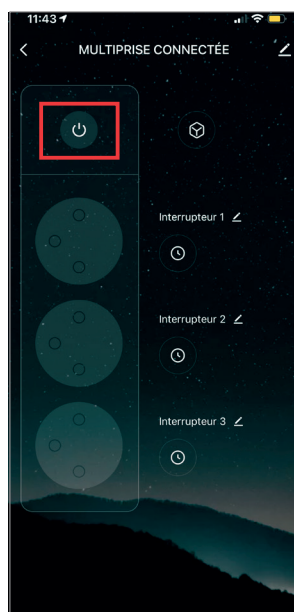 11:43
MULTIPRISE CONNECTÉE
Interrupteur 1
Interrupteur 2
Interrupteur 3